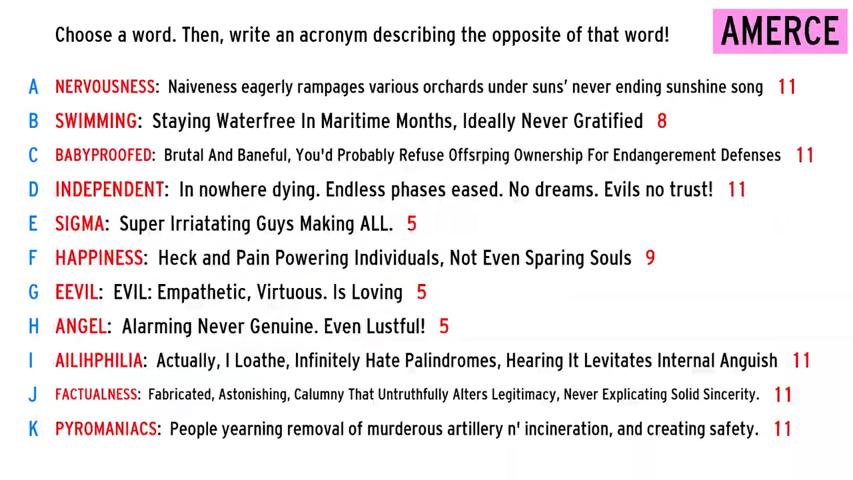 Choose a word. Then, write an acronym describing the opposite of that word!
AMERCE
A NERVOUSNESS: Naiveness eagerly rampages various orchards under suns' never ending sunshine song 11
B SWIMMING: Staying Waterfree In Maritime Months, Ideally Never Gratified 8
C BABYPROOFED: Brutal And Baneful, You'd Probably Refuse Offsrping Ownership For Endangerement Defenses 11
D INDEPENDENT: In nowhere dying. Endless phases eased. No dreams. Evils no trust! 11
E SIGMA: Super Irriatating Guys Making ALL. 5
F HAPPINESS: Heck and Pain Powering Individuals, Not Even Sparing Souls 9
G EEVIL: EVIL: Empathetic, Virtuous. Is Loving 5
H ANGEL: Alarming Never Genuine. Even Lustful! 5
I AILIHPHILIA: Actually, I Loathe, Infinitely Hate Palindromes, Hearing It Levitates Internal Anguish 11
J FACTUALNESS: Fabricated, Astonishing, Calumny That Untruthfully Alters Legitimacy, Never Explicating Solid Sincerity. 11
K PYROMANIACS: People yearning removal of murderous artillery n' incineration, and creating safety. 11